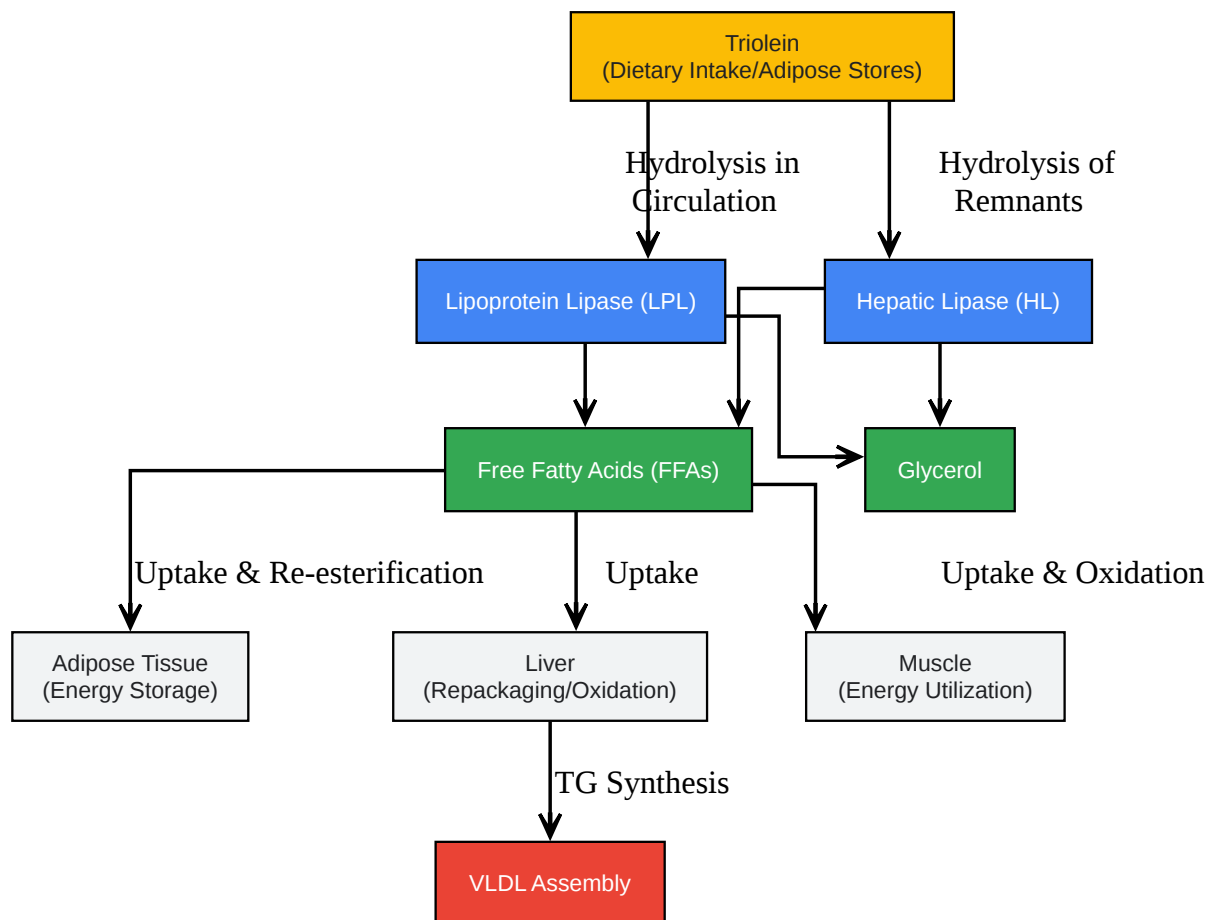 Triolein
(Dietary Intake/Adipose Stores)
Hydrolysis in
Circulation
Hydrolysis of
Remnants
Lipoprotein Lipase (LPL)
Hepatic Lipase (HL)
Free Fatty Acids (FFAs)
Glycerol
Uptake & Re-esterification
Uptake
Uptake & Oxidation
Adipose Tissue
(Energy Storage)
Liver
(Repackaging/Oxidation)
Muscle
(Energy Utilization)
TG Synthesis
VLDL Assembly